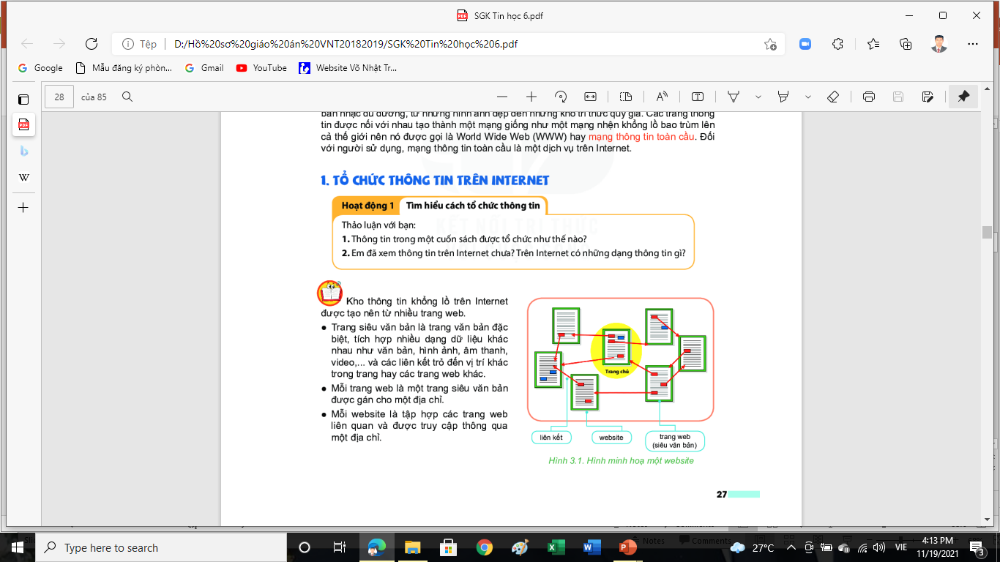 SGK Tin học 6.pdf
Tệp D:/Hồ%20sơ%20giáo%20án%20VNT20182019/SGK%20Tin%20học%206.pdf
Google Mẫu đăng ký phòn... Gmail YouTube Website Võ Nhật Tr...
28 của 85
bản nhạc du dương, từ những hình ảnh đẹp đến những kho tri thức quý giá. Các trang thông
tin được nối với nhau tạo thành một mạng giống như một mạng nhện khổng lồ bao trùm lên
cả thế giới nên nó được gọi là World Wide Web (WWW) hay mạng thông tin toàn cầu. Đối
với người sử dụng, mạng thông tin toàn cầu là một dịch vụ trên Internet.
1. TỔ CHỨC THÔNG TIN TRÊN INTERNET
Hoạt động 1 Tìm hiểu cách tổ chức thông tin
KẾT NỐI TRI THỨC
Thảo luận với bạn:
1. Thông tin trong một cuốn sách được tổ chức như thế nào?
2. Em đã xem thông tin trên Internet chưa? Trên Internet có những dạng thông tin gì?
Kho thông tin khổng lồ trên Internet
được tạo nên từ nhiều trang web.
● Trang siêu văn bản là trang văn bản đặc
biệt, tích hợp nhiều dạng dữ liệu khác
nhau như văn bản, hình ảnh, âm thanh,
video,... và các liên kết trỏ đến vị trí khác
trong trang hay các trang web khác.
● Mỗi trang web là một trang siêu văn bản
được gán cho một địa chỉ.
● Mỗi website là tập hợp các trang web
liên quan và được truy cập thông qua
một địa chỉ.
Trang chủ
liên kết
website
trang web
(siêu văn bản)
Hình 3.1. Hình minh hoạ một website
27
Type here to search
Notes Comments
27°C
VIE
4:13 PM
11/19/2021
3